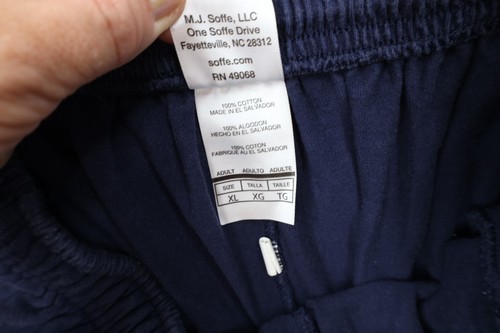 M.J. Soffe, LLC
One Soffe Drive
Fayetteville, NC 28312
soffe.com
RN 49068
100% COTTON
MADE IN EL SALVADOR
100% ALGODON
HECHO EN EL SALVADOR
100% COTON
FABRIQUE AU EL SALVADOR
ADULT ADULTO ADULTE
SIZE TALLA TAILLE
XL XG TG